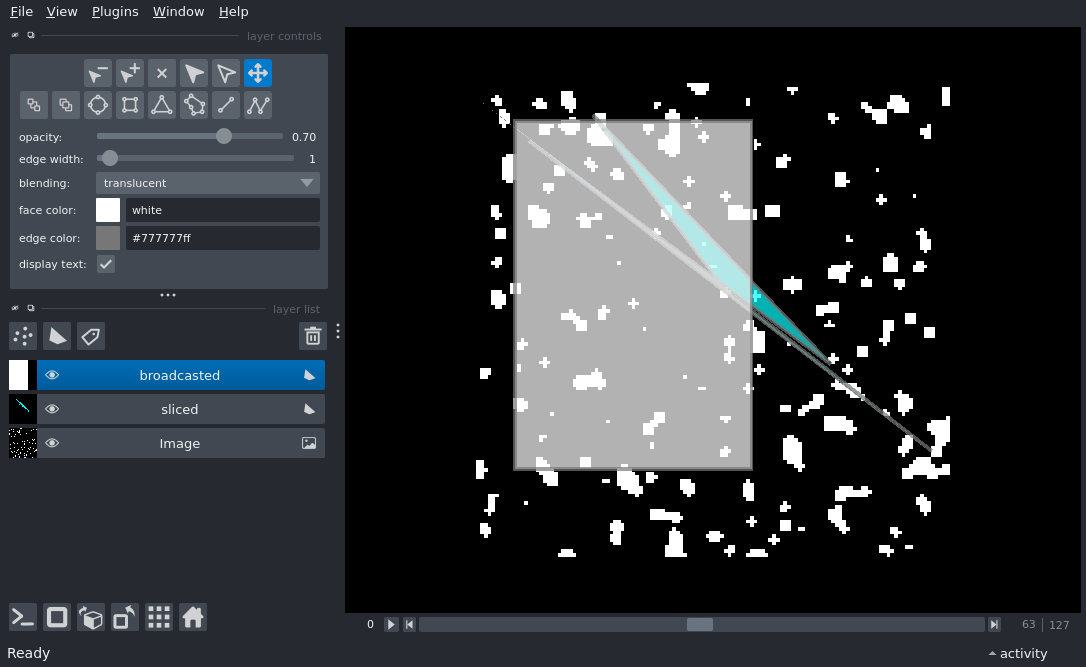 File View Plugins Window Help
layer controls
opacity: 0.70
edge width: 1
blending: translucent
face color: white
edge color: #777777ff
display text:
layer list
broadcasted
sliced
Image
0 63 127
Ready activity